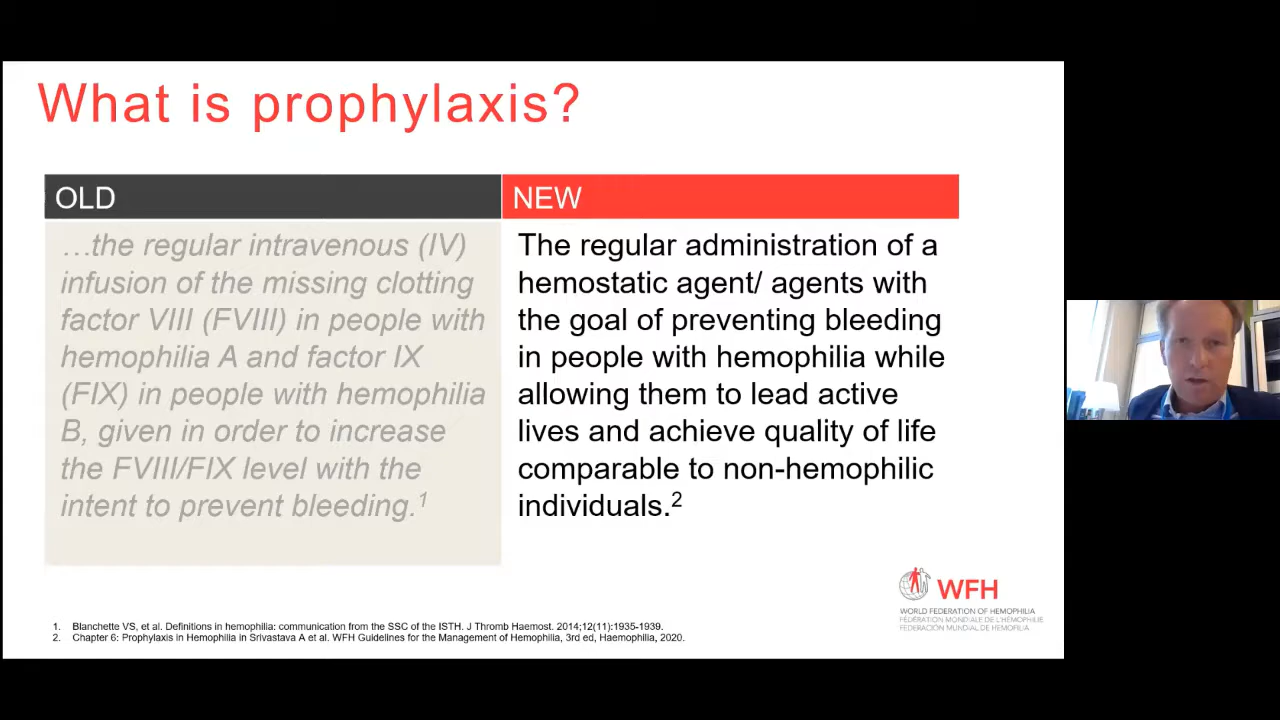 What is prophylaxis?
OLD
…the regular intravenous (IV)
infusion of the missing clotting
factor VIII (FVIII) in people with
hemophilia A and factor IX
(FIX) in people with hemophilia
B, given in order to increase
the FVIII/FIX level with the
intent to prevent bleeding.¹
NEW
The regular administration of a
hemostatic agent/ agents with
the goal of preventing bleeding
in people with hemophilia while
allowing them to lead active
lives and achieve quality of life
comparable to non-hemophilic
individuals.²
WFH
WORLD FEDERATION OF HEMOPHILIA
FÉDÉRATION MONDIALE DE L'HÉMOPHILIE
FEDERACIÓN MUNDIAL DE HEMOFILIA
1. Blanchette VS, et al. Definitions in hemophilia: communication from the SSC of the ISTH. J Thromb Haemost. 2014;12(11):1935-1939.
2. Chapter 6: Prophylaxis in Hemophilia in Srivastava A et al. WFH Guidelines for the Management of Hemophilia, 3rd ed, Haemophilia, 2020.